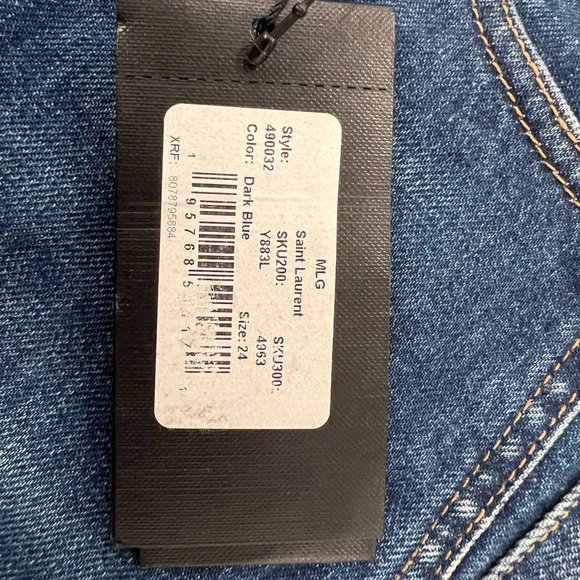 MLG
Saint Laurent
Style: SKU200: SKU300:
490032 Y883L 4963
Color: Dark Blue Size: 24
XRF: 8078795884